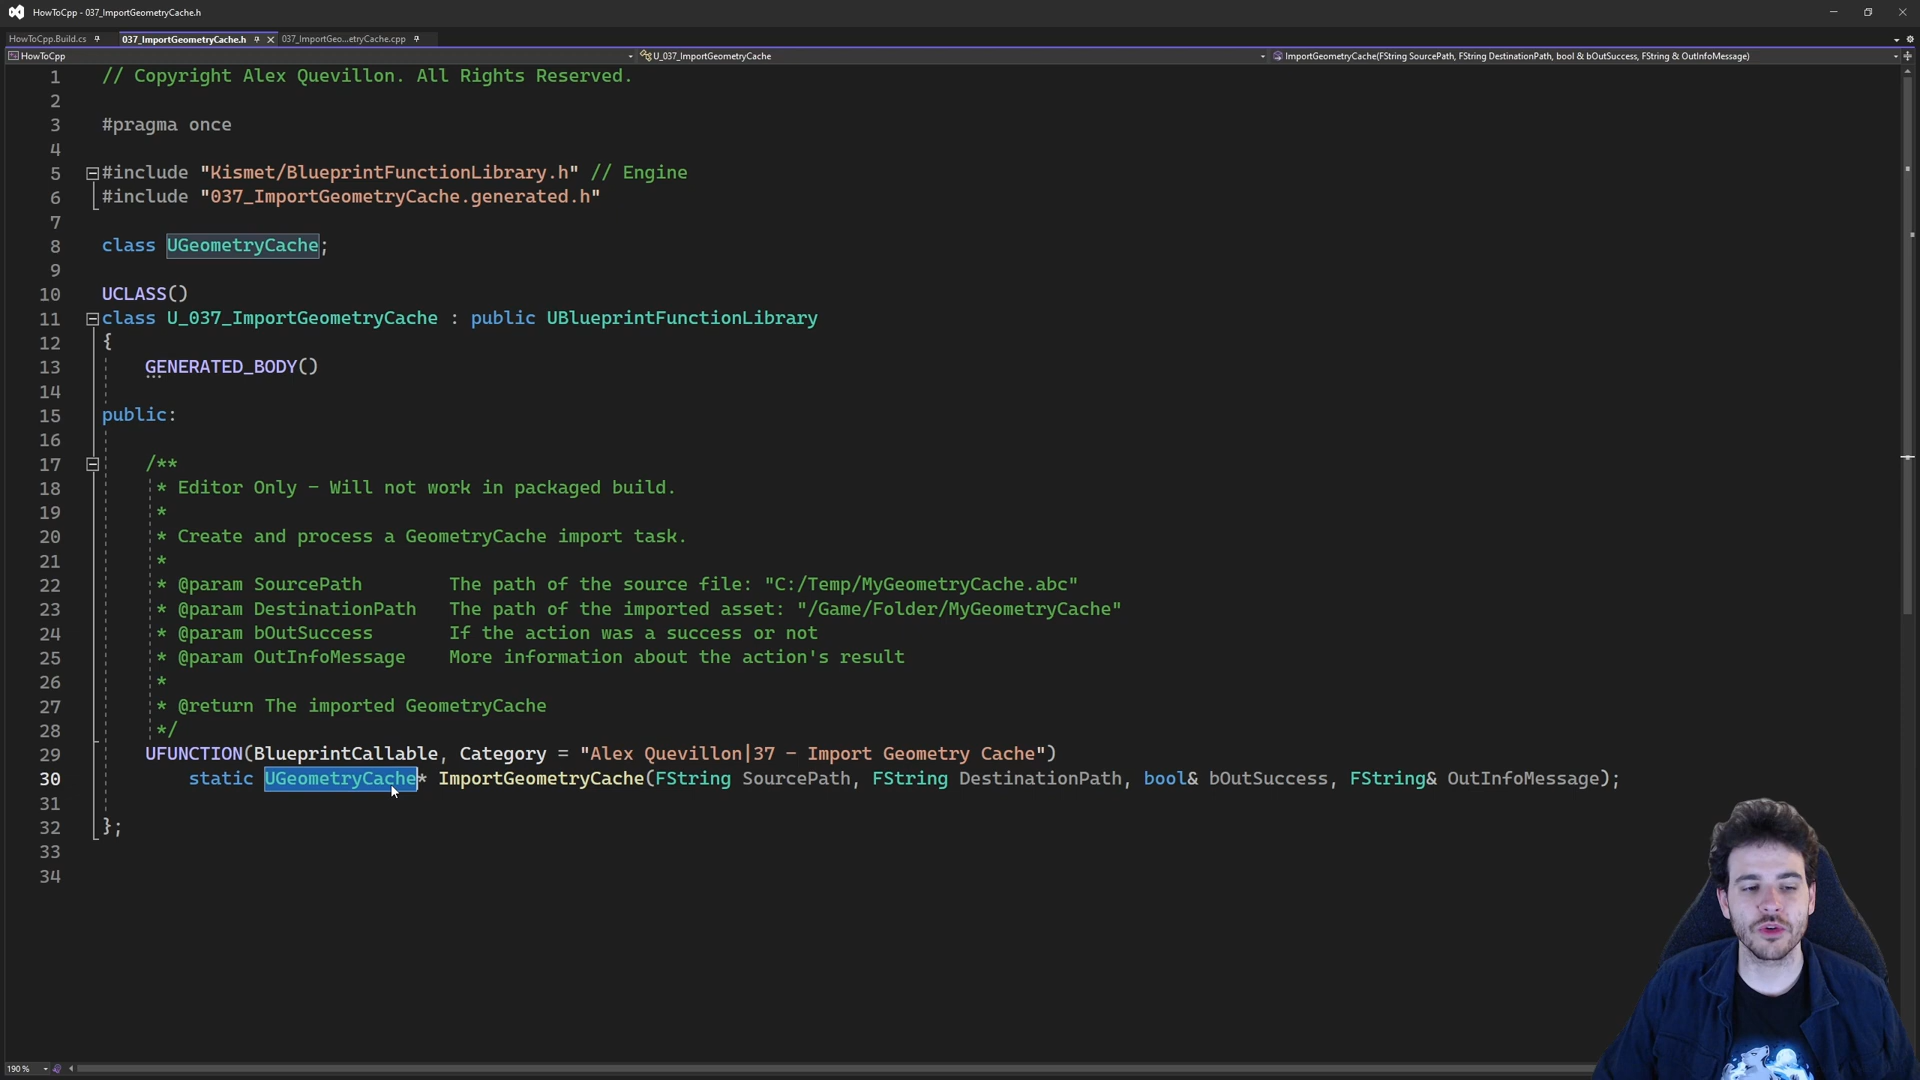 HowToCpp - 037_ImportGeometryCache.h
HowToCpp.Build.cs
037_ImportGeometryCache.h
037_ImportGeo...etryCache.cpp
HowToCpp
U_037_ImportGeometryCache
ImportGeometryCache(FString SourcePath, FString DestinationPath, bool & bOutSuccess, FString & OutInfoMessage)
1 // Copyright Alex Quevillon. All Rights Reserved.
2
3 #pragma once
4
5 #include "Kismet/BlueprintFunctionLibrary.h" // Engine
6 #include "037_ImportGeometryCache.generated.h"
7
8 class UGeometryCache;
9
10 UCLASS()
11 class U_037_ImportGeometryCache : public UBlueprintFunctionLibrary
12 {
13 GENERATED_BODY()
14
15 public:
16
17 /**
18 * Editor Only - Will not work in packaged build.
19 *
20 * Create and process a GeometryCache import task.
21 *
22 * @param SourcePath The path of the source file: "C:/Temp/MyGeometryCache.abc"
23 * @param DestinationPath The path of the imported asset: "/Game/Folder/MyGeometryCache"
24 * @param bOutSuccess If the action was a success or not
25 * @param OutInfoMessage More information about the action's result
26 *
27 * @return The imported GeometryCache
28 */
29 UFUNCTION(BlueprintCallable, Category = "Alex Quevillon|37 - Import Geometry Cache")
30 static UGeometryCache* ImportGeometryCache(FString SourcePath, FString DestinationPath, bool& bOutSuccess, FString& OutInfoMessage);
31
32 };
33
34
190 %